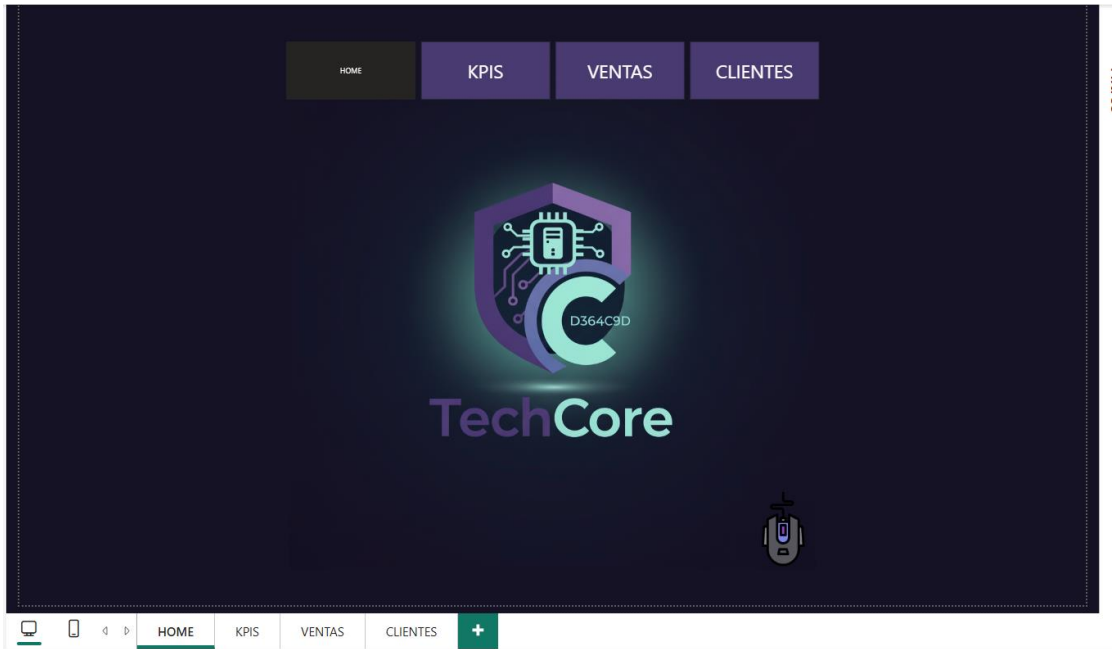 HOME KPIS VENTAS CLIENTES
D364C9D
TechCore
HOME KPIS VENTAS CLIENTES +